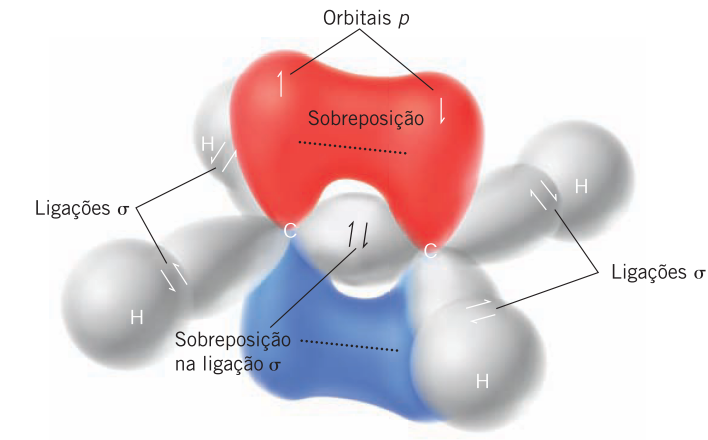 Orbitais p
Sobreposição
H
H
Ligações σ
C
C
Ligações σ
H
Sobreposição
na ligação σ
H